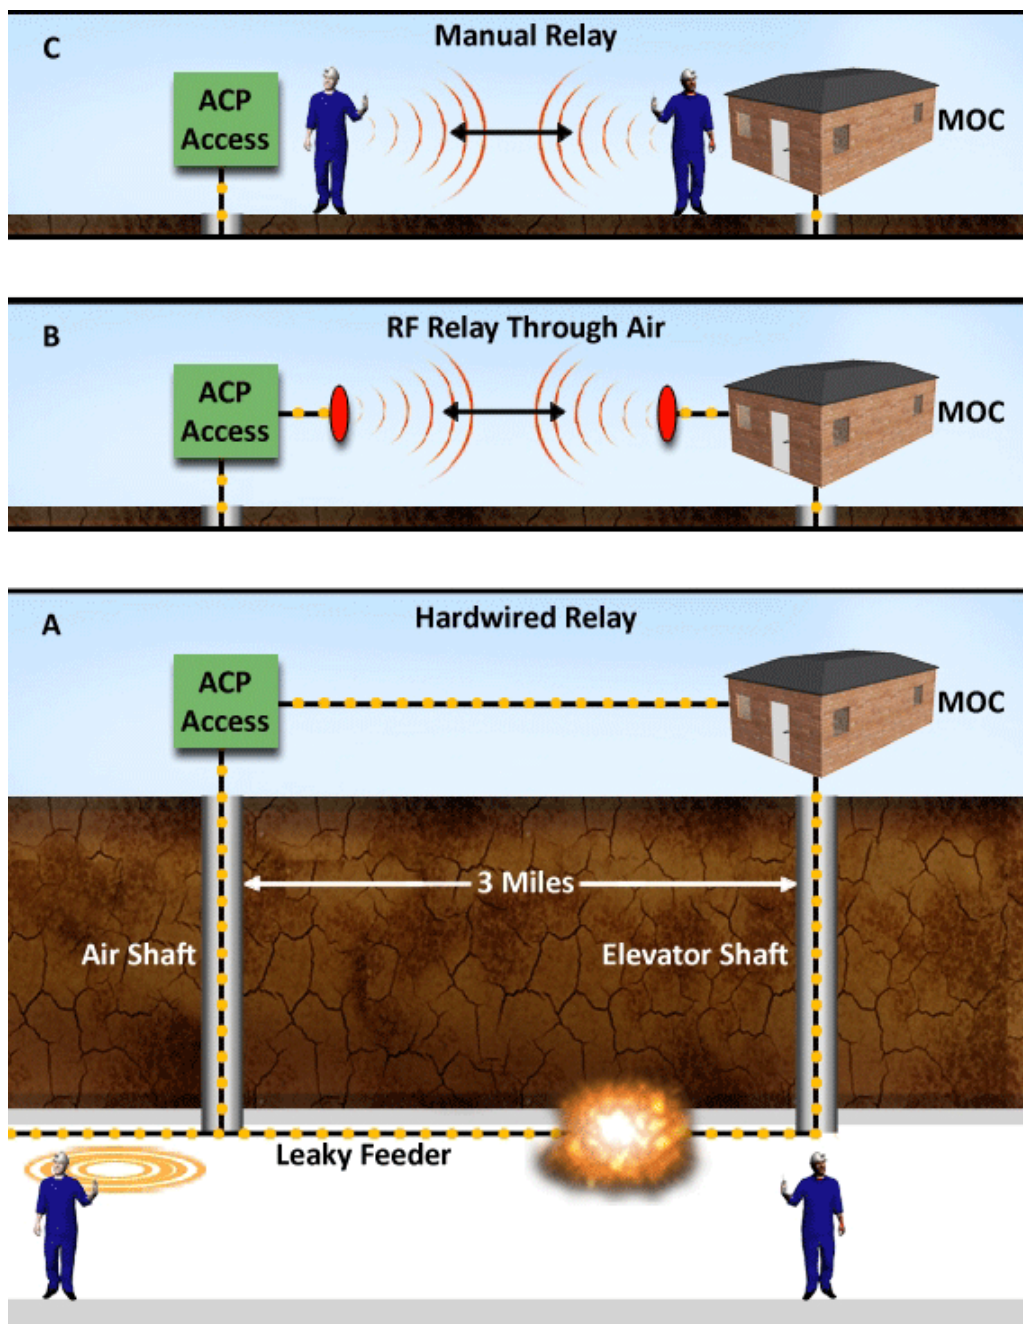 C
Manual Relay
ACP
Access
MOC
B
RF Relay Through Air
ACP
Access
MOC
A
Hardwired Relay
ACP
Access
MOC
3 Miles
Air Shaft
Elevator Shaft
Leaky Feeder